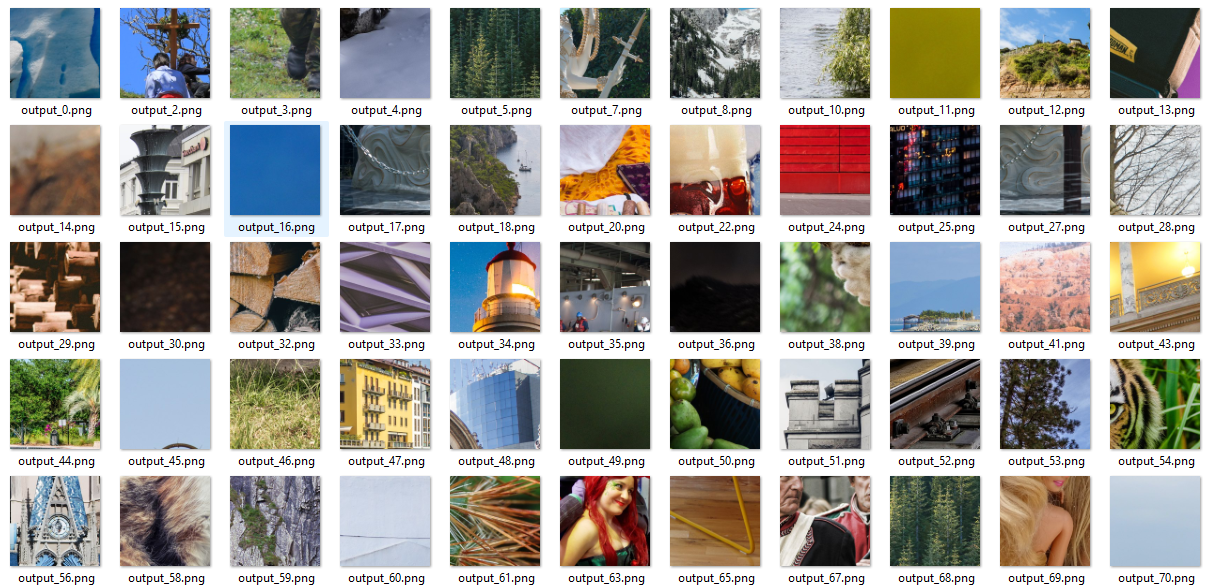 output_0.png output_2.png output_3.png output_4.png output_5.png output_7.png output_8.png output_10.png output_11.png output_12.png output_13.png
output_14.png output_15.png output_16.png output_17.png output_18.png output_20.png output_22.png output_24.png output_25.png output_27.png output_28.png
output_29.png output_30.png output_32.png output_33.png output_34.png output_35.png output_36.png output_38.png output_39.png output_41.png output_43.png
output_44.png output_45.png output_46.png output_47.png output_48.png output_49.png output_50.png output_51.png output_52.png output_53.png output_54.png
output_56.png output_58.png output_59.png output_60.png output_61.png output_63.png output_65.png output_67.png output_68.png output_69.png output_70.png